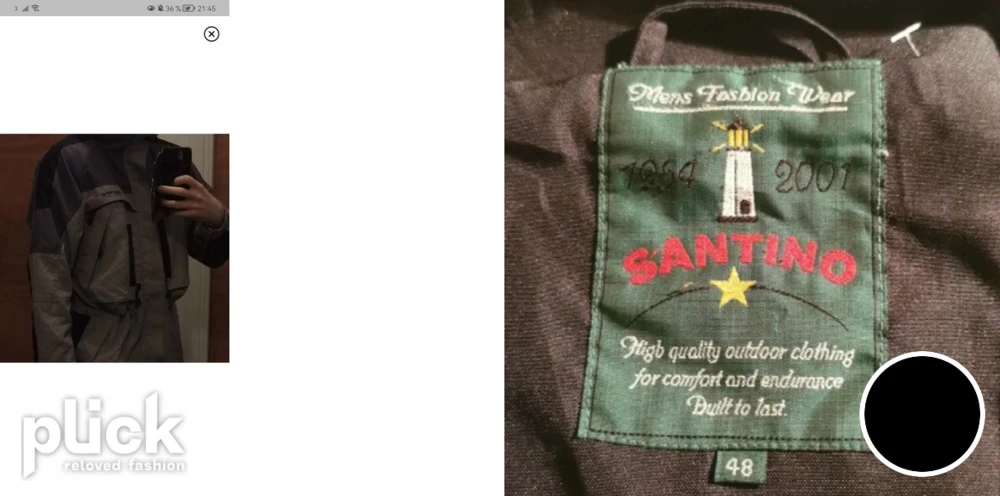 36 %
21:45
plick
reloved fashion
Mens Fashion Wear
1954 2001
SANTINO
High quality outdoor clothing
for comfort and endurance
Built to last.
48